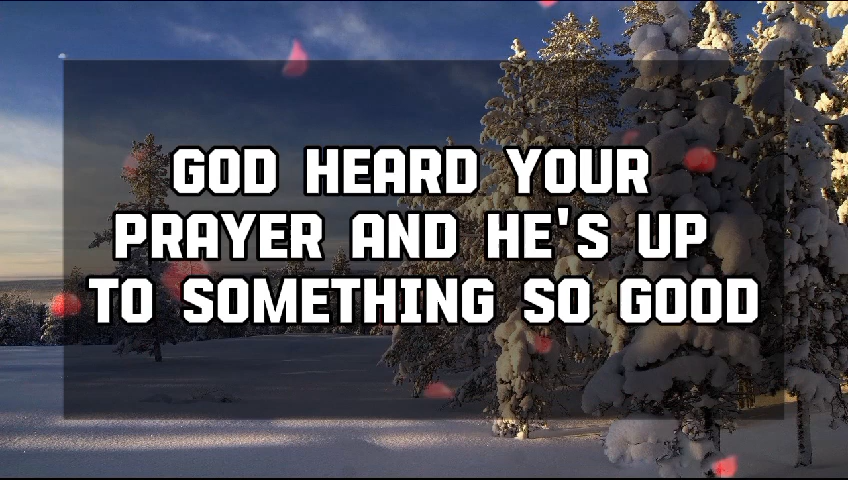 GOD HEARD YOUR
PRAYER AND HE'S UP
TO SOMETHING SO GOOD